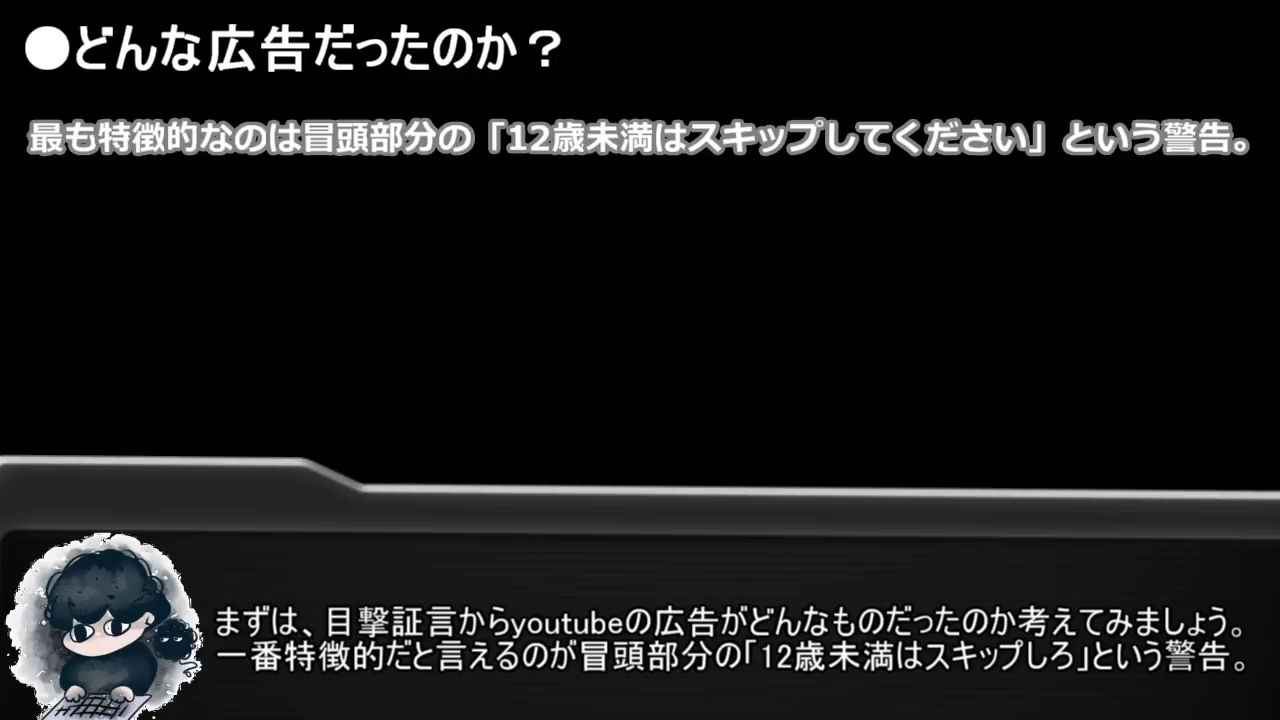 ●どんな広告だったのか？
最も特徴的なのは冒頭部分の「12歳未満はスキップしてください」という警告。
まずは、目撃証言からyoutubeの広告がどんなものだったのか考えてみましょう。
一番特徴的だと言えるのが冒頭部分の「12歳未満はスキップしろ」という警告。